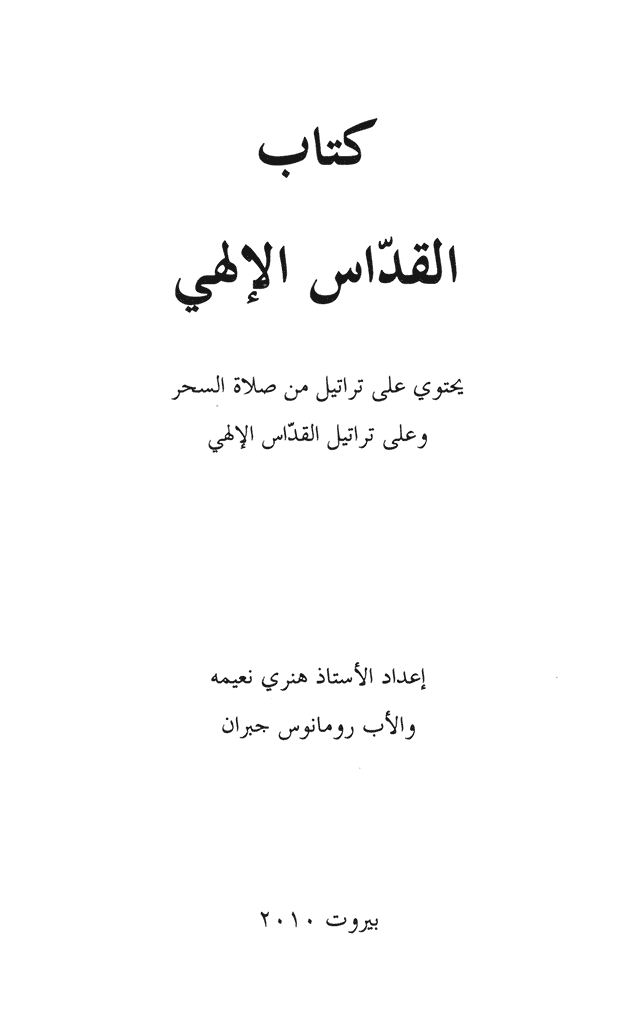 كتاب
القدّاس الإلهي
يحتوي على تراتيل من صلاة السحر
وعلى تراتيل القدّاس الإلهي
إعداد الأستاذ هنري نعيمه
والأب رومانوس جبران
بيروت ٢٠١٠